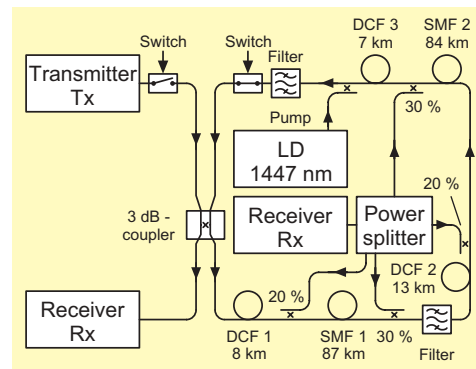 Switch
Switch
Filter
DCF 3
7 km
SMF 2
84 km
Transmitter
Tx
30 %
Pump
LD
1447 nm
20 %
3 dB -
coupler
Receiver
Rx
Power
splitter
DCF 2
13 km
Receiver
Rx
20 %
DCF 1
8 km
SMF 1
87 km
30 %
Filter